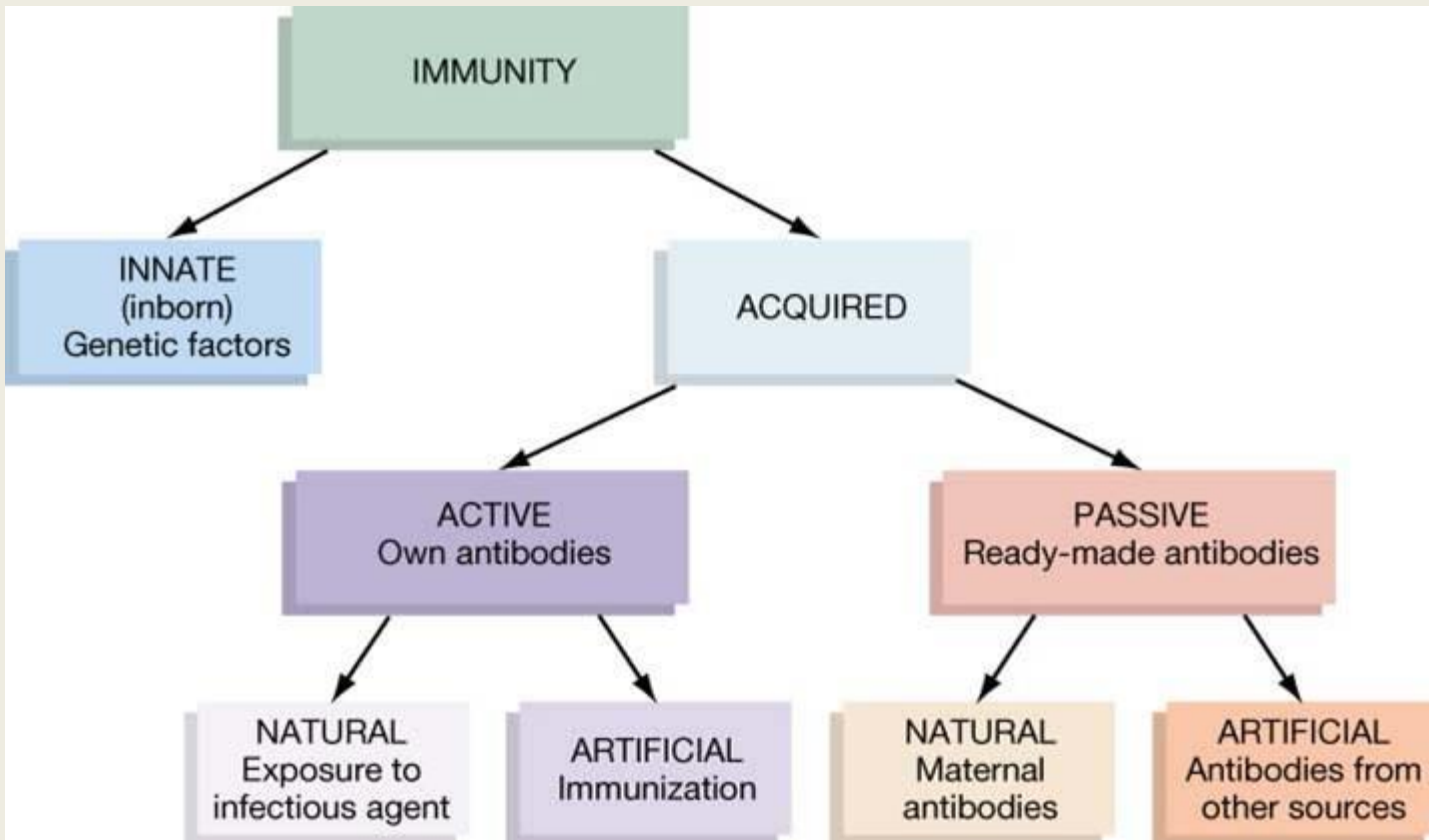 IMMUNITY
INNATE
(inborn)
Genetic factors
ACQUIRED
ACTIVE
Own antibodies
PASSIVE
Ready-made antibodies
NATURAL
Exposure to
infectious agent
ARTIFICIAL
Immunization
NATURAL
Maternal
antibodies
ARTIFICIAL
Antibodies from
other sources